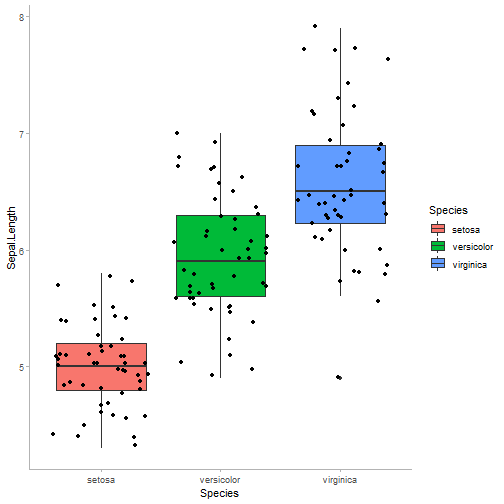 8
7
6
5
Sepal.Length
setosa
versicolor
virginica
Species
Species
setosa
versicolor
virginica